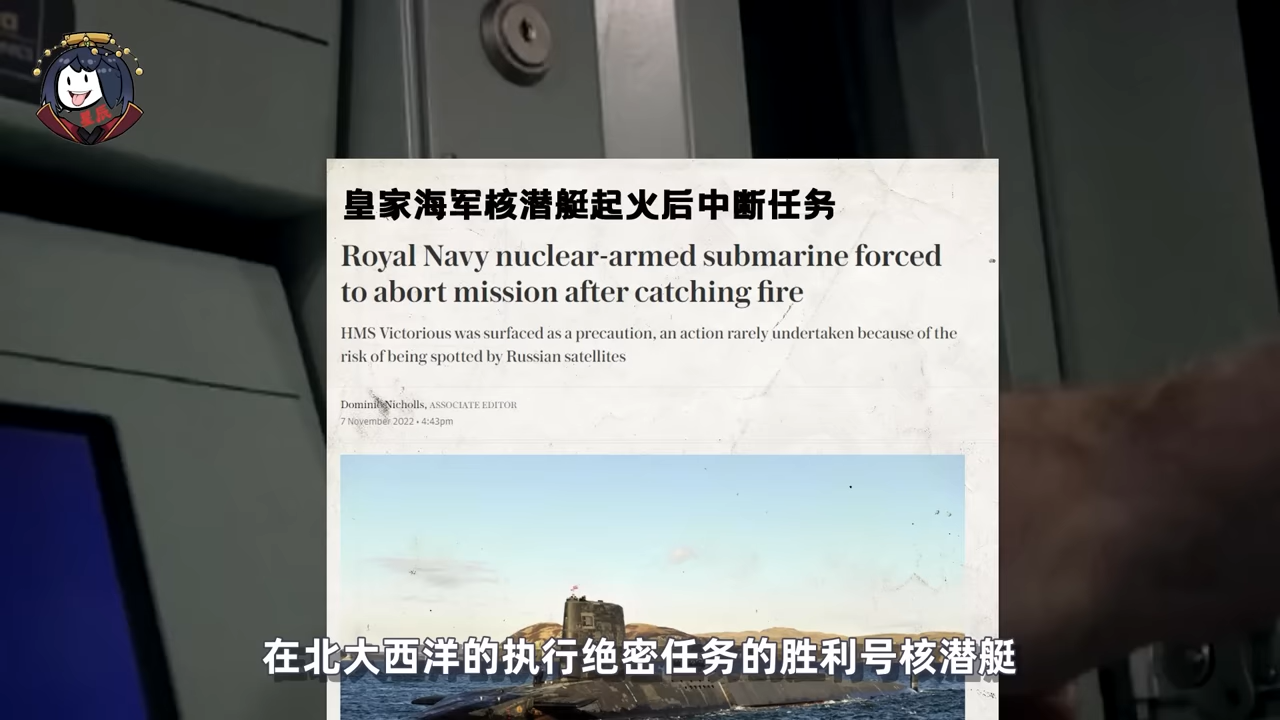 皇家海军核潜艇起火后中断任务
Royal Navy nuclear-armed submarine forced
to abort mission after catching fire
HMS Victorious was surfaced as a precaution, an action rarely undertaken because of the
risk of being spotted by Russian satellites
Dominic Nicholls, ASSOCIATE EDITOR
7 November 2022 • 4:43pm
在北大西洋的执行绝密任务的胜利号核潜艇